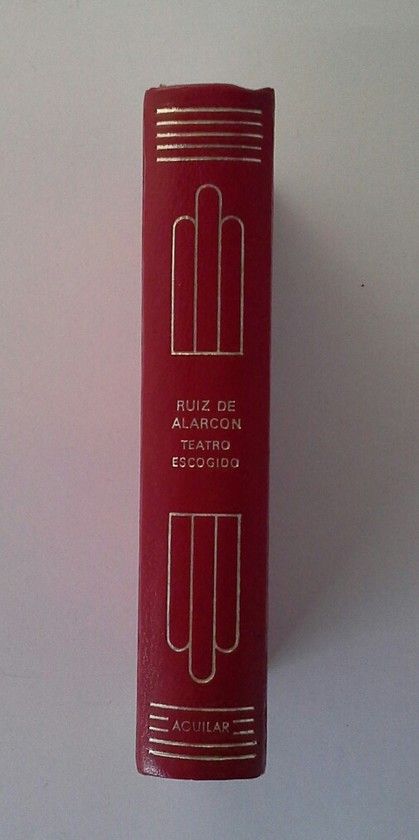 RUIZ DE
ALARCON
TEATRO
ESCOGIDO
AGUILAR